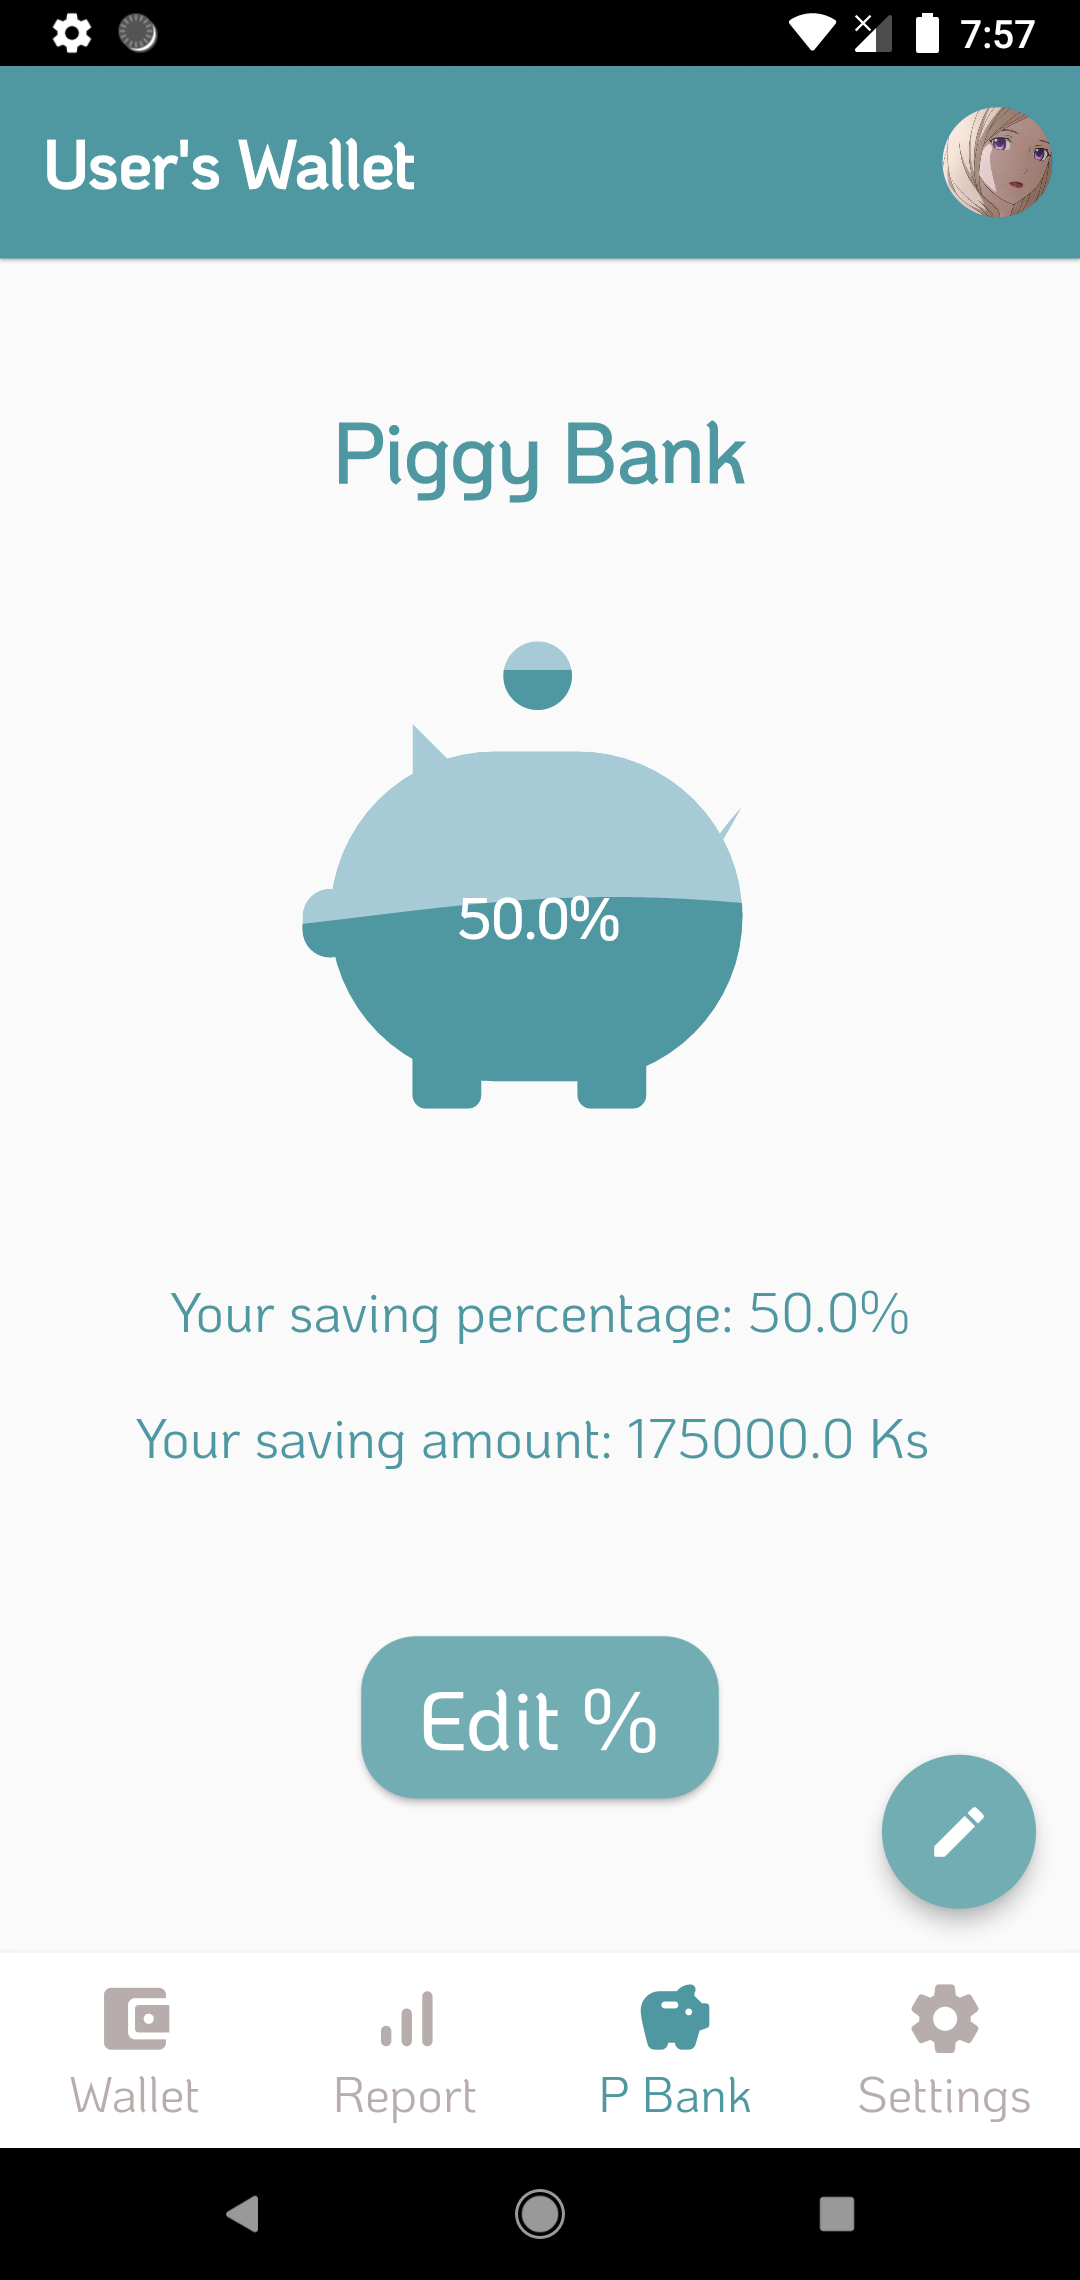 7:57
User's Wallet
Piggy Bank
50.0%
Your saving percentage: 50.0%
Your saving amount: 175000.0 Ks
Edit %
Wallet
Report
P Bank
Settings